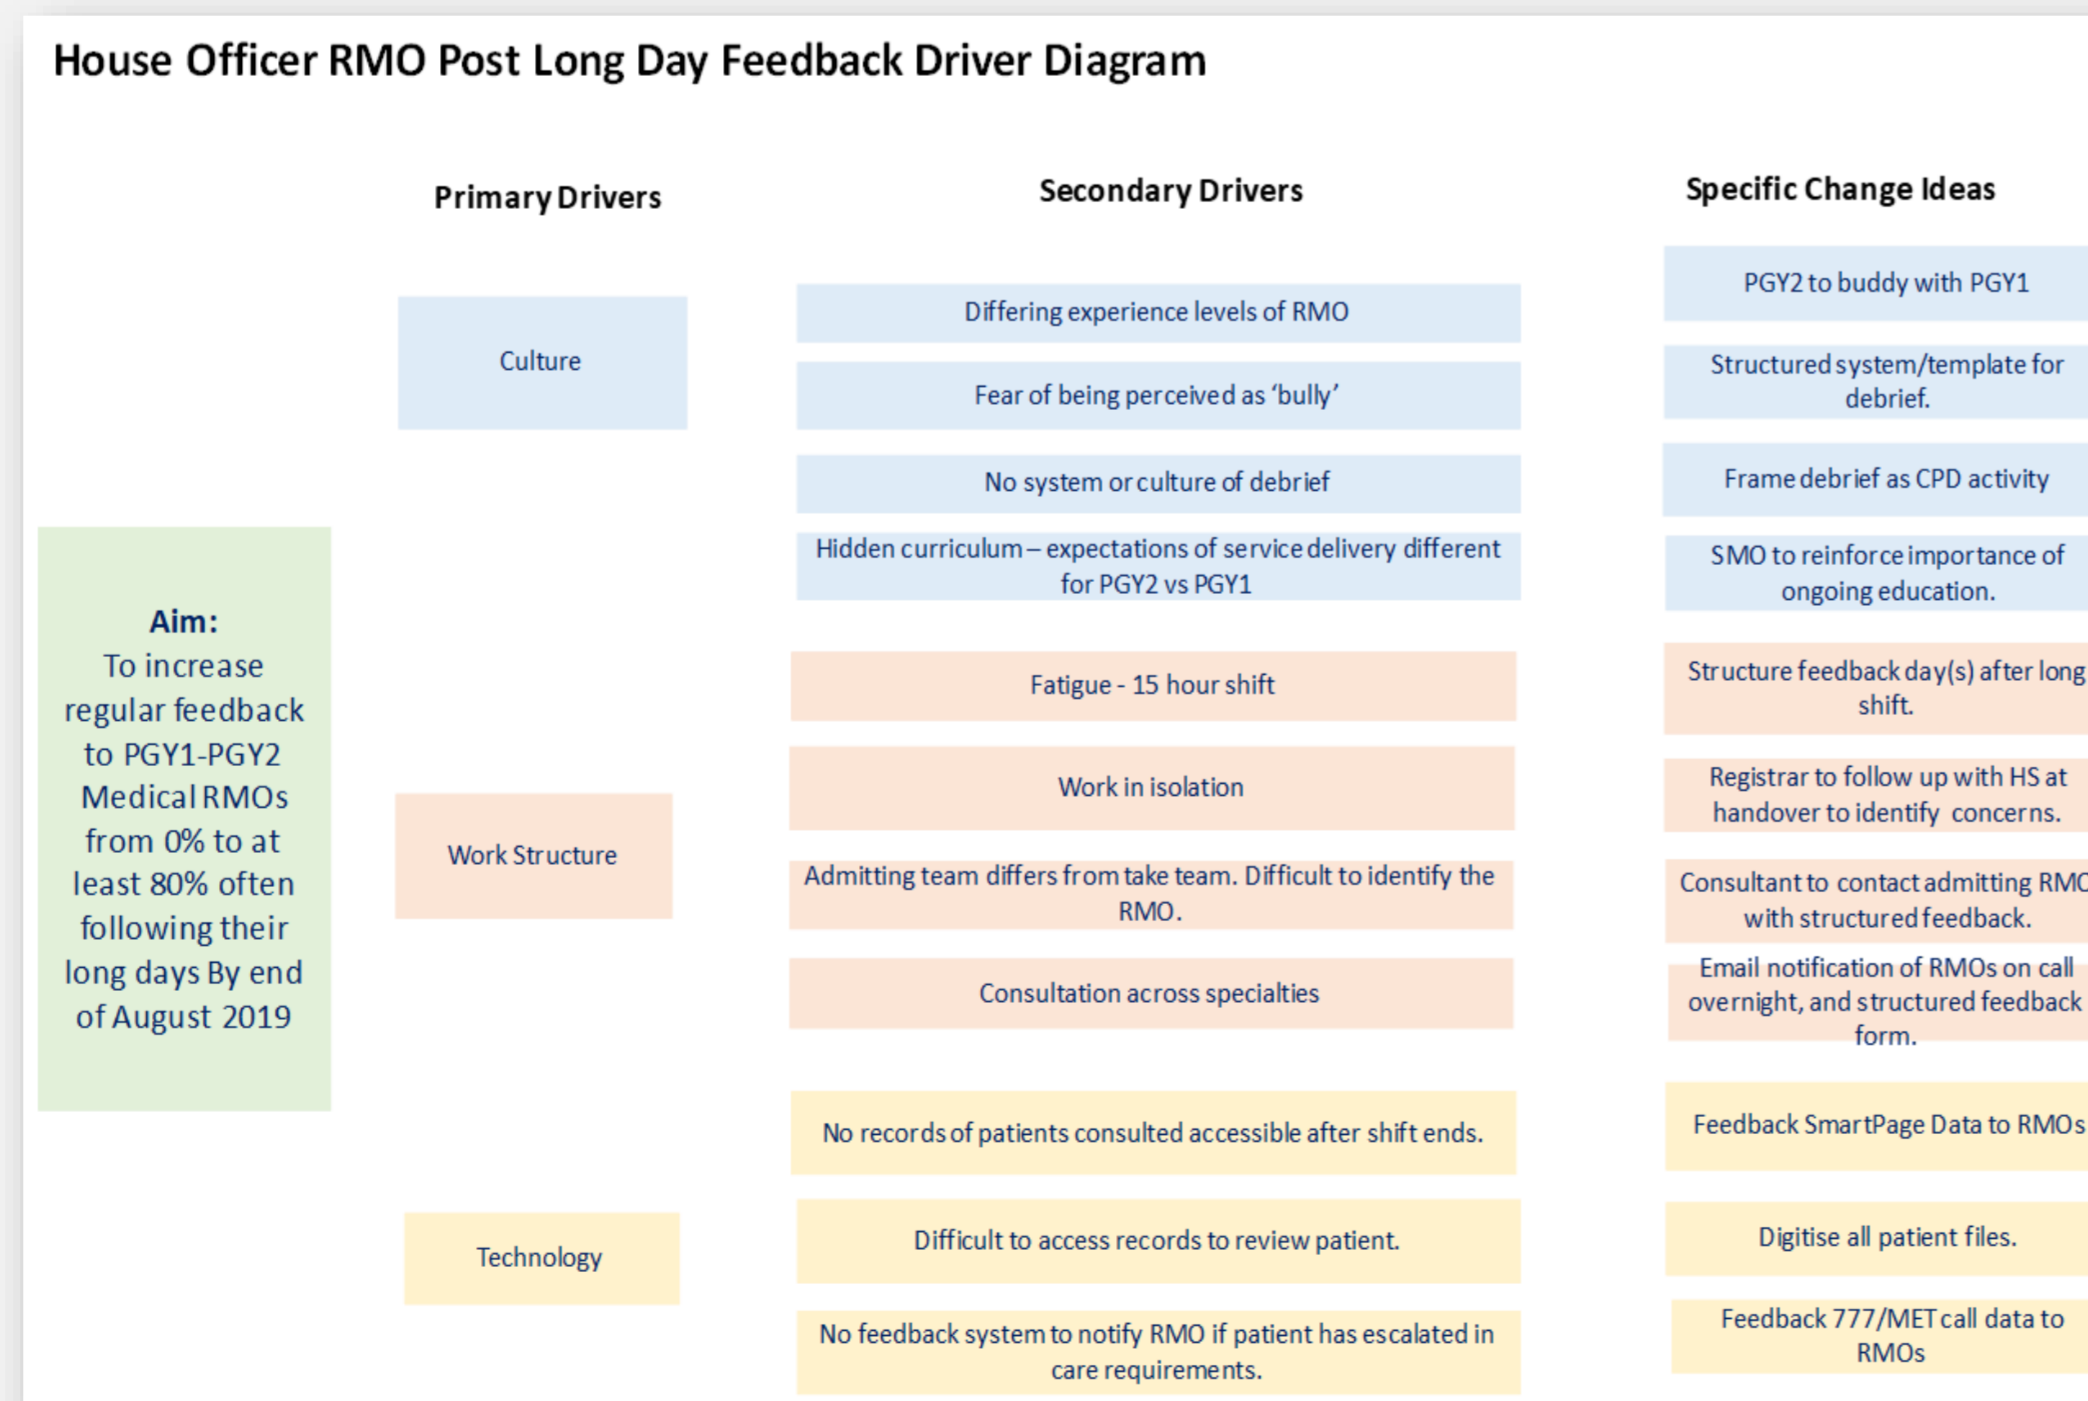 House Officer RMO Post Long Day Feedback Driver Diagram
Primary Drivers
Secondary Drivers
Specific Change Ideas
Aim:
To increase
regular feedback
to PGY1-PGY2
Medical RMOs
from 0% to at
least 80% often
following their
long days By end
of August 2019
Culture
Differing experience levels of RMO
Fear of being perceived as ‘bully’
No system or culture of debrief
Hidden curriculum – expectations of service delivery different
for PGY2 vs PGY1
PGY2 to buddy with PGY1
Structured system/template for
debrief.
Frame debrief as CPD activity
SMO to reinforce importance of
ongoing education.
Work Structure
Fatigue - 15 hour shift
Work in isolation
Admitting team differs from take team. Difficult to identify the
RMO.
Consultation across specialties
Structure feedback day(s) after long
shift.
Registrar to follow up with HS at
handover to identify concerns.
Consultant to contact admitting RMO
with structured feedback.
Email notification of RMOs on call
overnight, and structured feedback
form.
Technology
No records of patients consulted accessible after shift ends.
Difficult to access records to review patient.
No feedback system to notify RMO if patient has escalated in
care requirements.
Feedback SmartPage Data to RMOs
Digitise all patient files.
Feedback 777/MET call data to
RMOs